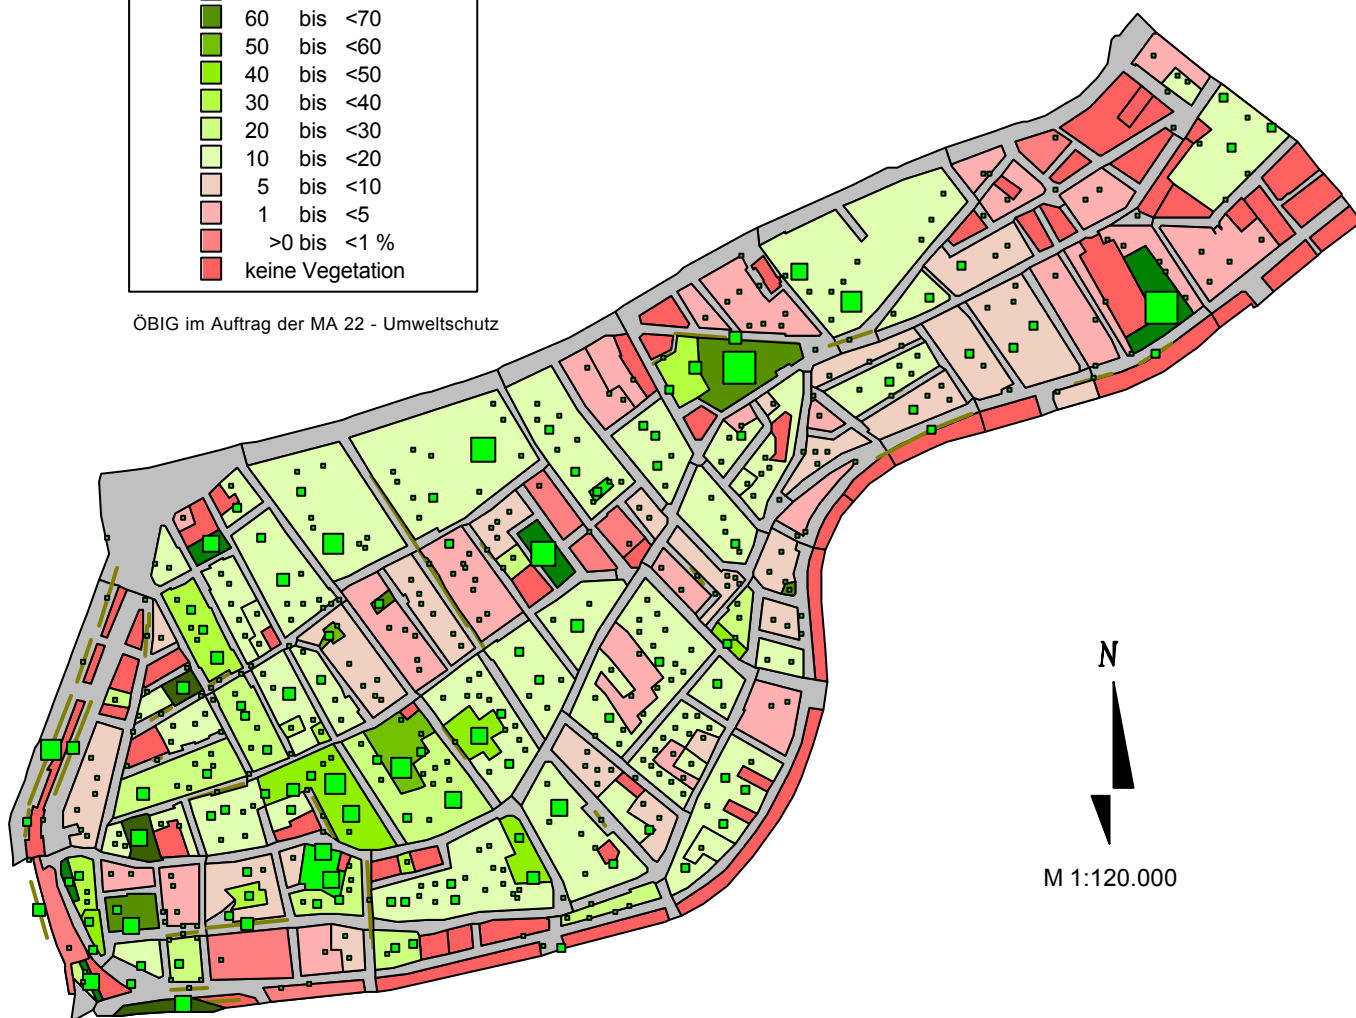 60 bis <70
50 bis <60
40 bis <50
30 bis <40
20 bis <30
10 bis <20
5 bis <10
1 bis <5
>0 bis <1 %
keine Vegetation
ÖBIG im Auftrag der MA 22 - Umweltschutz
N
M 1:120.000